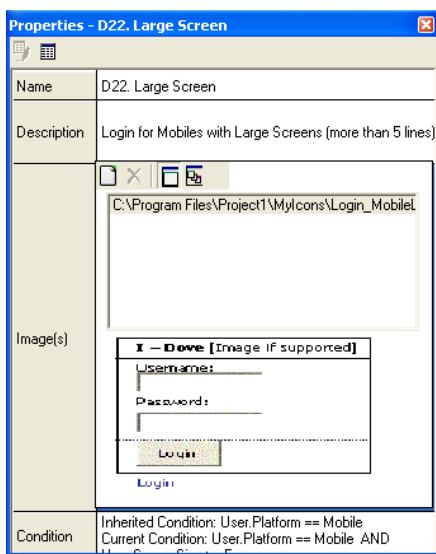 Properties - D22. Large Screen
Name
D22. Large Screen
Description
Login for Mobiles with Large Screens (more than 5 lines)
Image(s)
C:\Program Files\Project1\MyIcons\Login_MobileL
I – Dove [Image if supported]
Username:
Password:
Login
Login
Condition
Inherited Condition: User.Platform == Mobile
Current Condition: User.Platform == Mobile AND